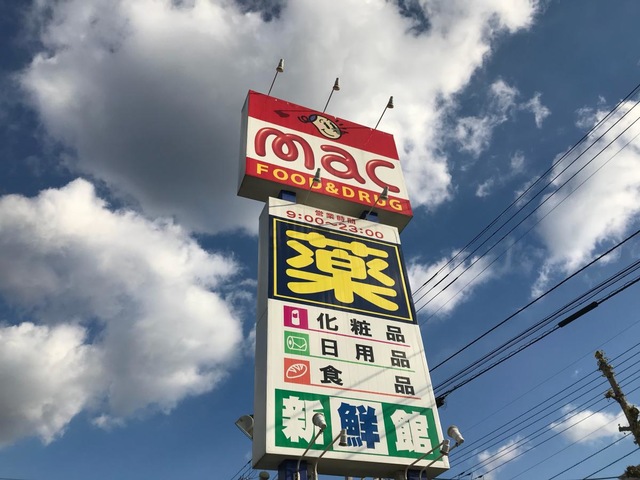 mac
FOOD&DRUG
営業時間
9:00~23:00
薬
化粧品
日用品
食品
新鮮館